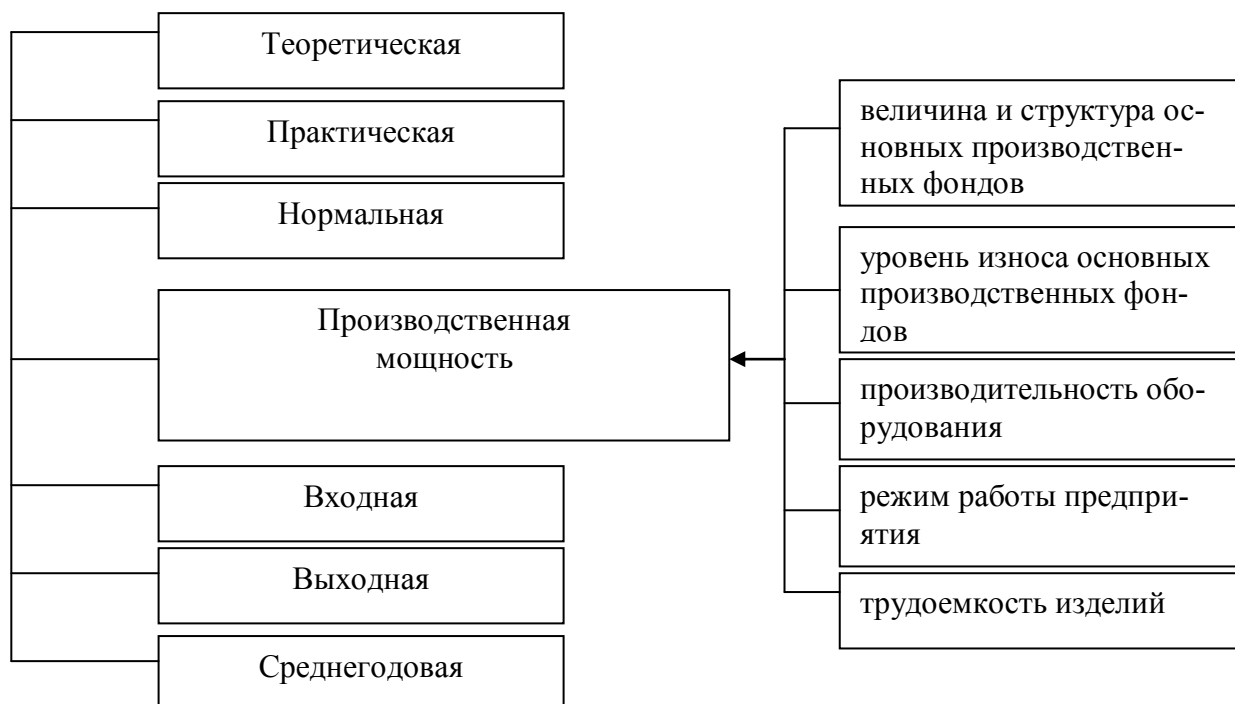 Теоретическая
Практическая
Нормальная
Производственная
мощность
Входная
Выходная
Среднегодовая
величина и структура ос-
новных производствен-
ных фондов
уровень износа основных
производственных фон-
дов
производительность обо-
рудования
режим работы предпри-
ятия
трудоемкость изделий